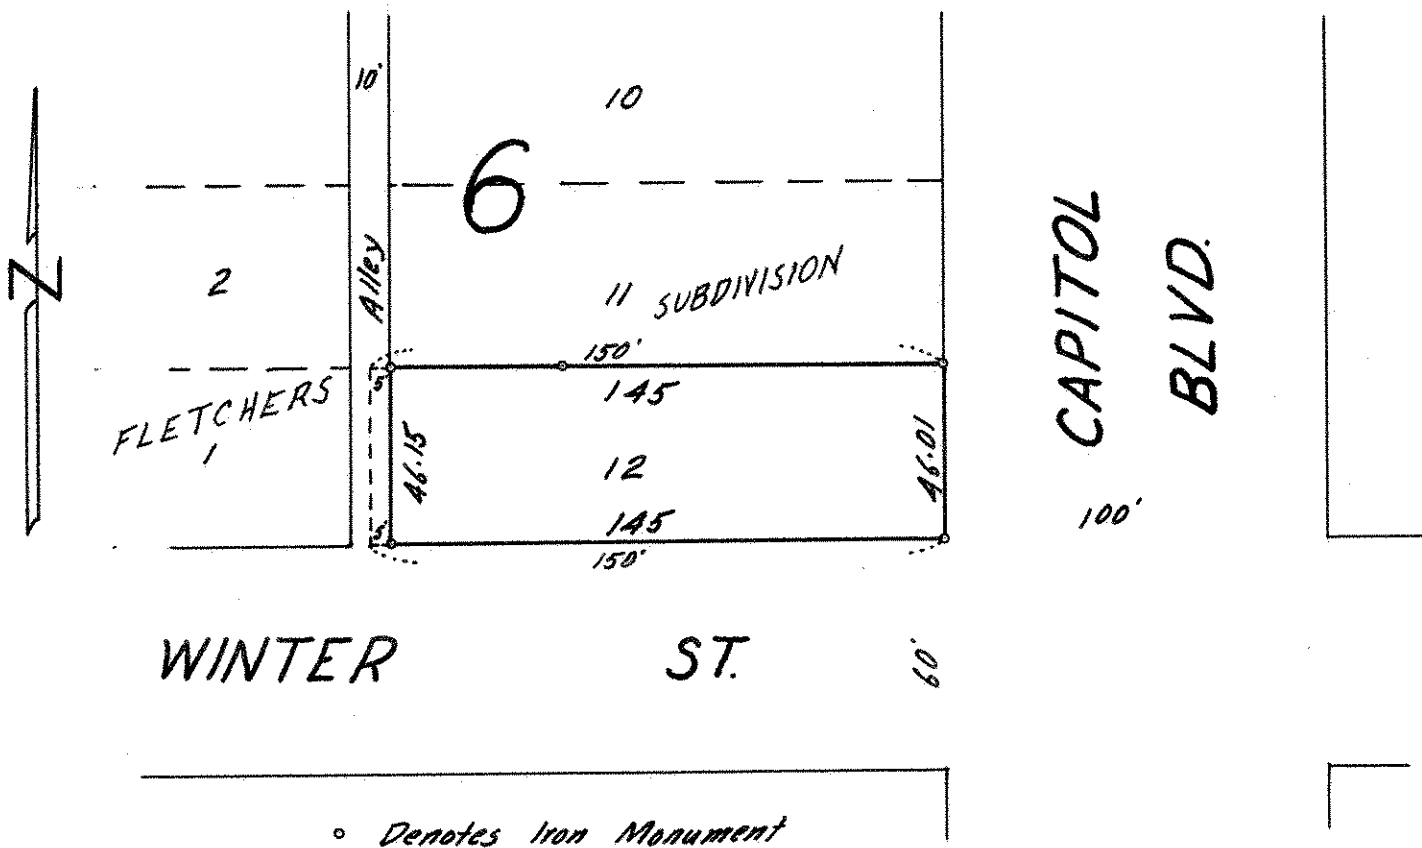 10'
10
6
N
2
Alley
11
SUBDIVISION
CAPITOL
BLVD.
150'
5'
145
FLETCHERS
1
46.15
12
46.01
145
5'
150'
100'
WINTER ST.
60'
Denotes Iron Monument